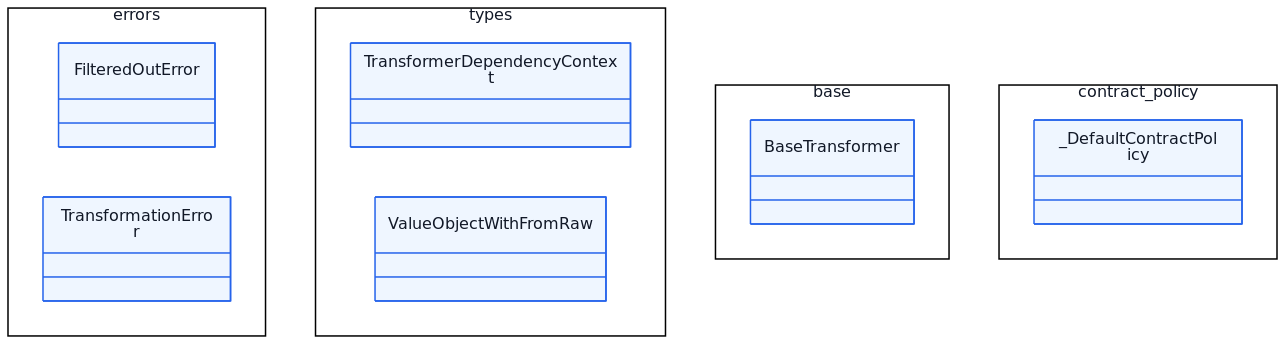 errors
FilteredOutError
TransformationErro
r
types
TransformerDependencyContex
t
ValueObjectWithFromRaw
base
BaseTransformer
contract_policy
_DefaultContractPol
icy